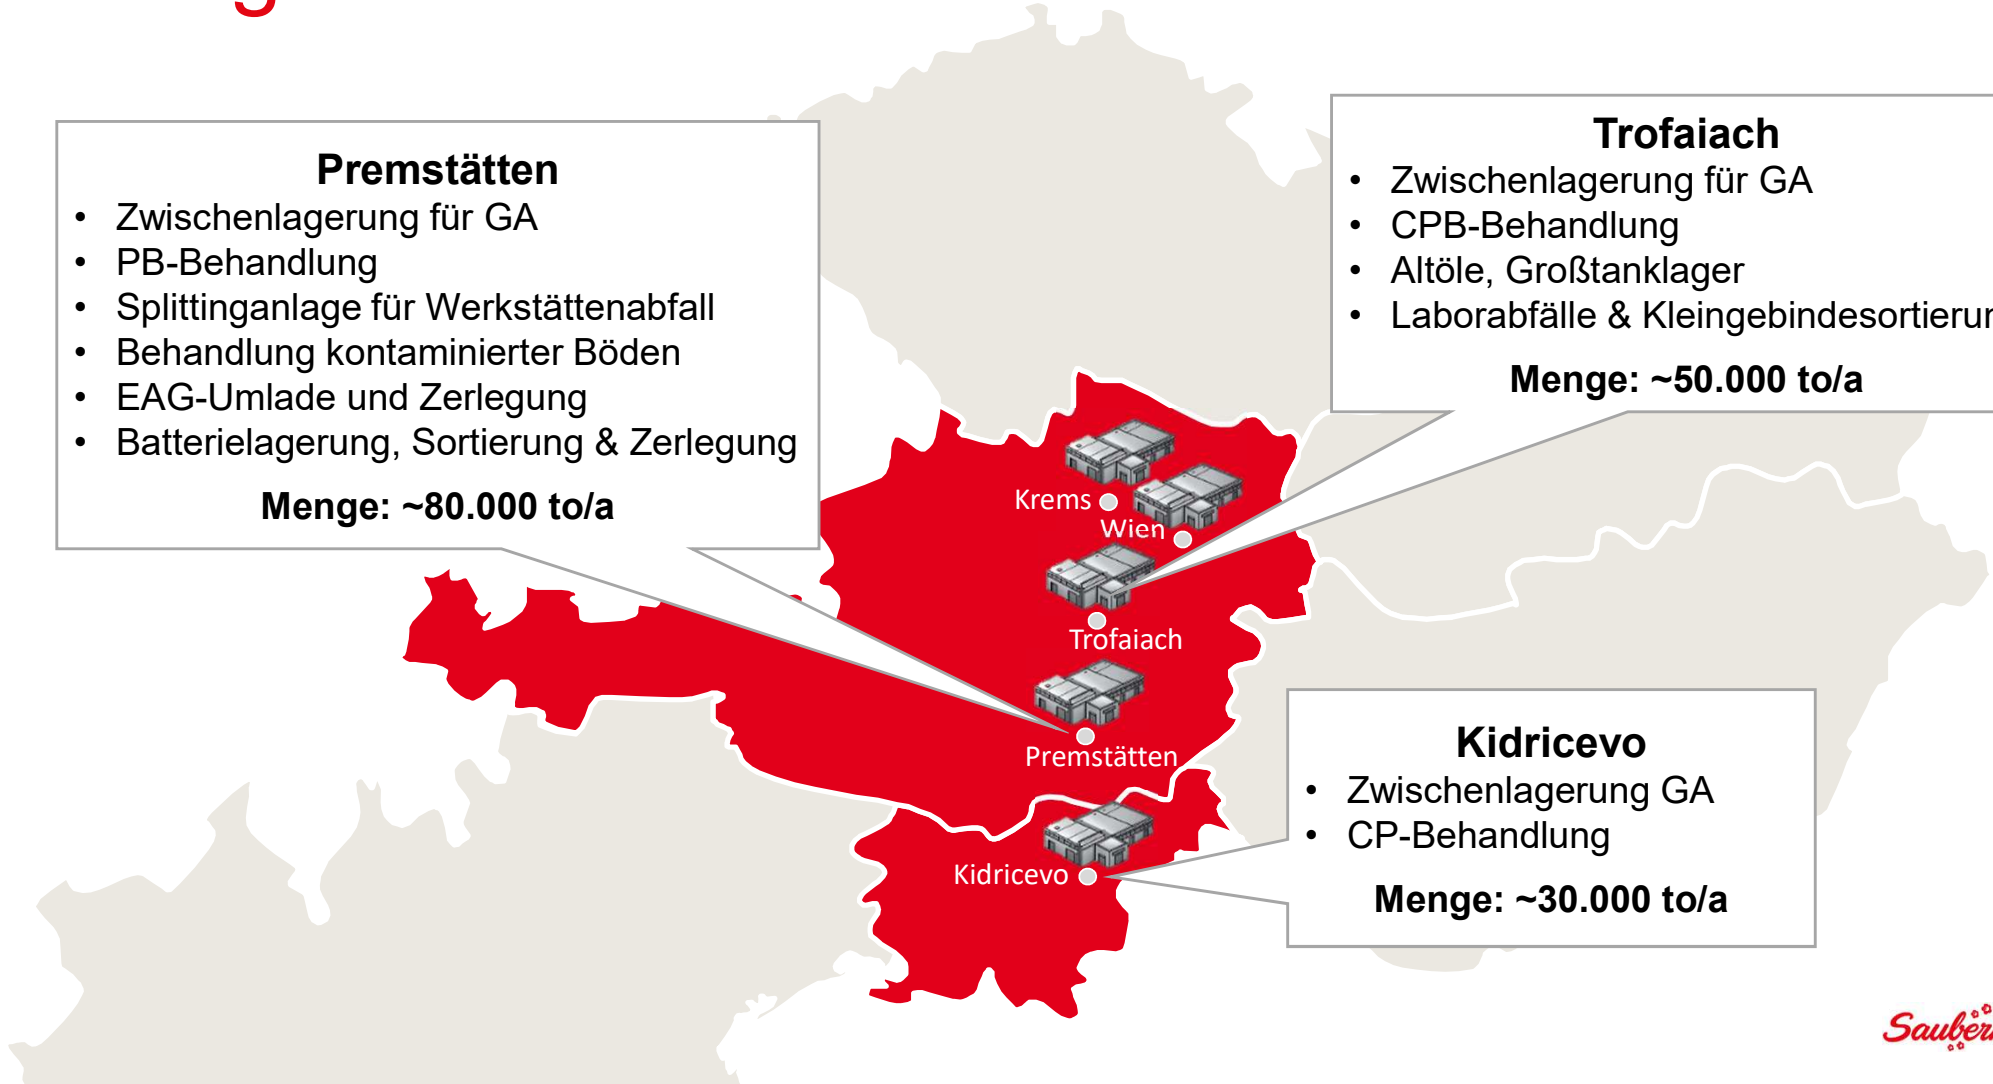 Premstätten
• Zwischenlagerung für GA
• PB-Behandlung
• Splittinganlage für Werkstättenabfall
• Behandlung kontaminierter Böden
• EAG-Umlade und Zerlegung
• Batterielagerung, Sortierung & Zerlegung
Menge: ~80.000 to/a
Trofaiach
• Zwischenlagerung für GA
• CPB-Behandlung
• Altöle, Großtanklager
• Laborabfälle &
Menge: ~50.000 to/a
Krems
Wien
Trofaiach
Premstätten
Kidricevo
Kidricevo
• Zwischenlagerung GA
• CP-Behandlung
Menge: ~30.000 to/a